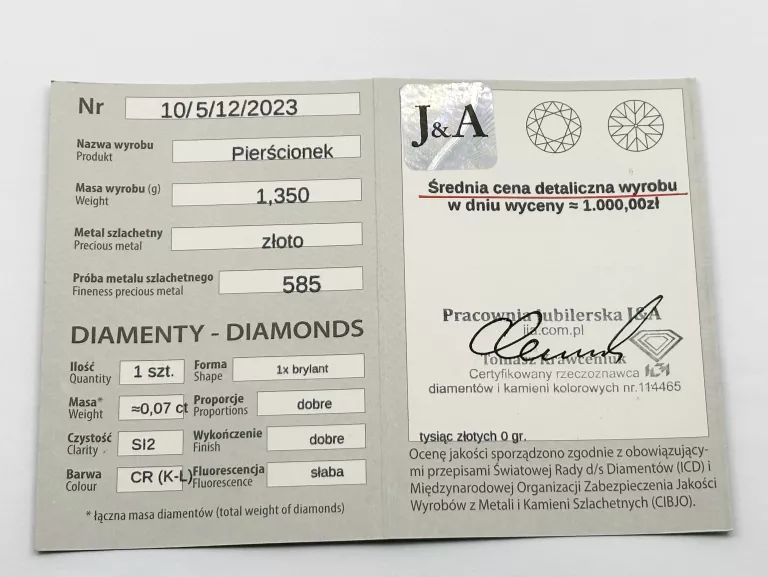 Nr 10/5/12/2023
Nazwa wyrobu
Produkt
Pierścionek
Masa wyrobu (g)
Weight
1,350
Metal szlachetny
Precious metal
złoto
Próba metalu szlachetnego
Fineness precious metal
585
DIAMENTY - DIAMONDS
Ilość
Quantity
1 szt.
Forma
Shape
1x brylant
Masa*
Weight
≈0,07 ct
Proporcje
Proportions
dobre
Czystość
Clarity
SI2
Wykończenie
Finish
dobre
Barwa
Colour
CR (K-L)
Fluorescencja
Fluorescence
słaba
* łączna masa diamentów (total weight of diamonds)
J&A
Średnia cena detaliczna wyrobu
w dniu wyceny ≈ 1.000,00zł
Pracownia Jubilerska J&A
jja.com.pl
Tomasz Krawceniuk
Certyfikowany rzeczoznawca
diamentów i kamieni kolorowych nr.114465
tysiąc złotych 0 gr.
Ocenę jakości sporządzono zgodnie z obowiązujący-
mi przepisami Światowej Rady d/s Diamentów (ICD) i
Międzynarodowej Organizacji Zabezpieczenia Jakości
Wyrobów z Metali i Kamieni Szlachetnych (CIBJO).